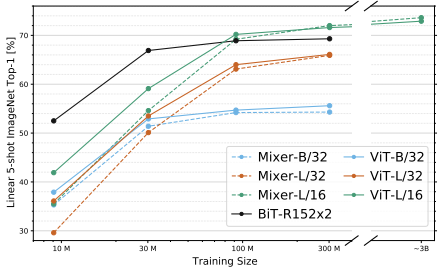 Linear 5-shot ImageNet Top-1 [%]
70
60
50
40
30
Mixer-B/32
ViT-B/32
Mixer-L/32
ViT-L/32
Mixer-L/16
ViT-L/16
BiT-R152x2
10 M
30 M
100 M
300 M
~3B
Training Size